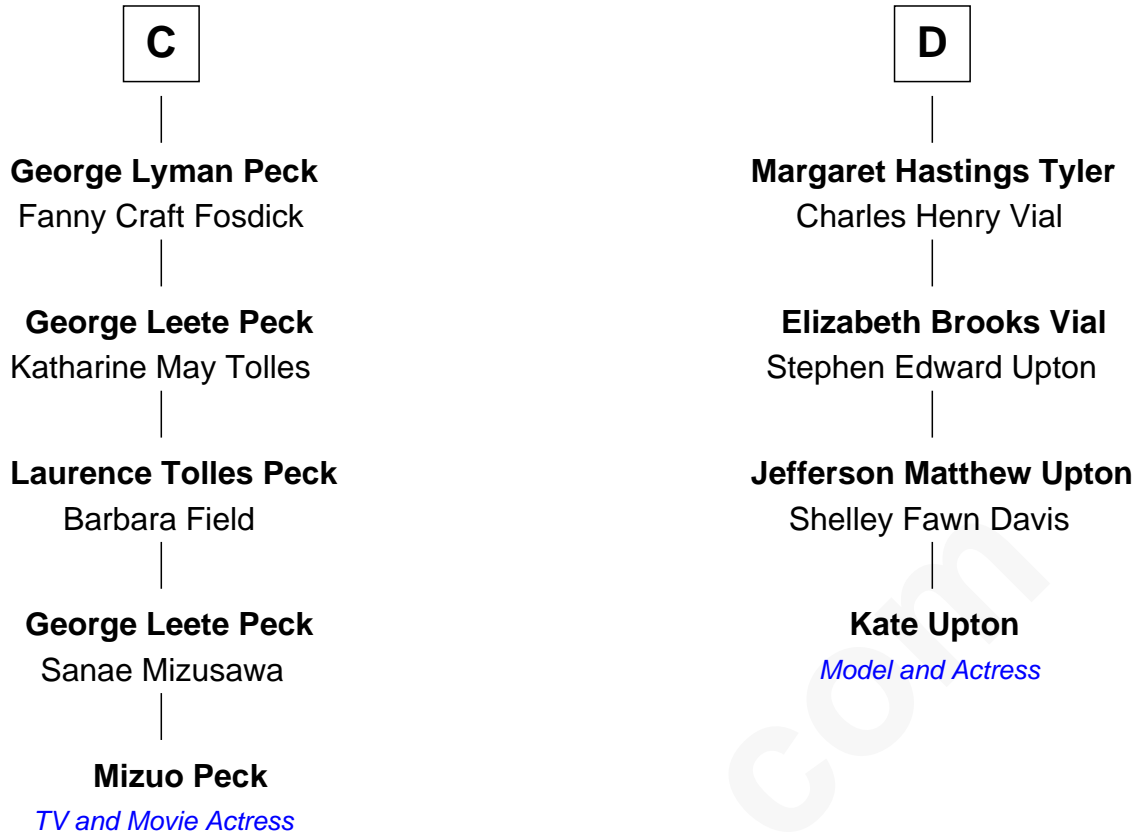 C
George Lyman Peck
Fanny Craft Fosdick
George Leete Peck
Katharine May Tolles
Laurence Tolles Peck
Barbara Field
George Leete Peck
Sanae Mizusawa
Mizuo Peck
TV and Movie Actress
D
Margaret Hastings Tyler
Charles Henry Vial
Elizabeth Brooks Vial
Stephen Edward Upton
Jefferson Matthew Upton
Shelley Fawn Davis
Kate Upton
Model and Actress
com